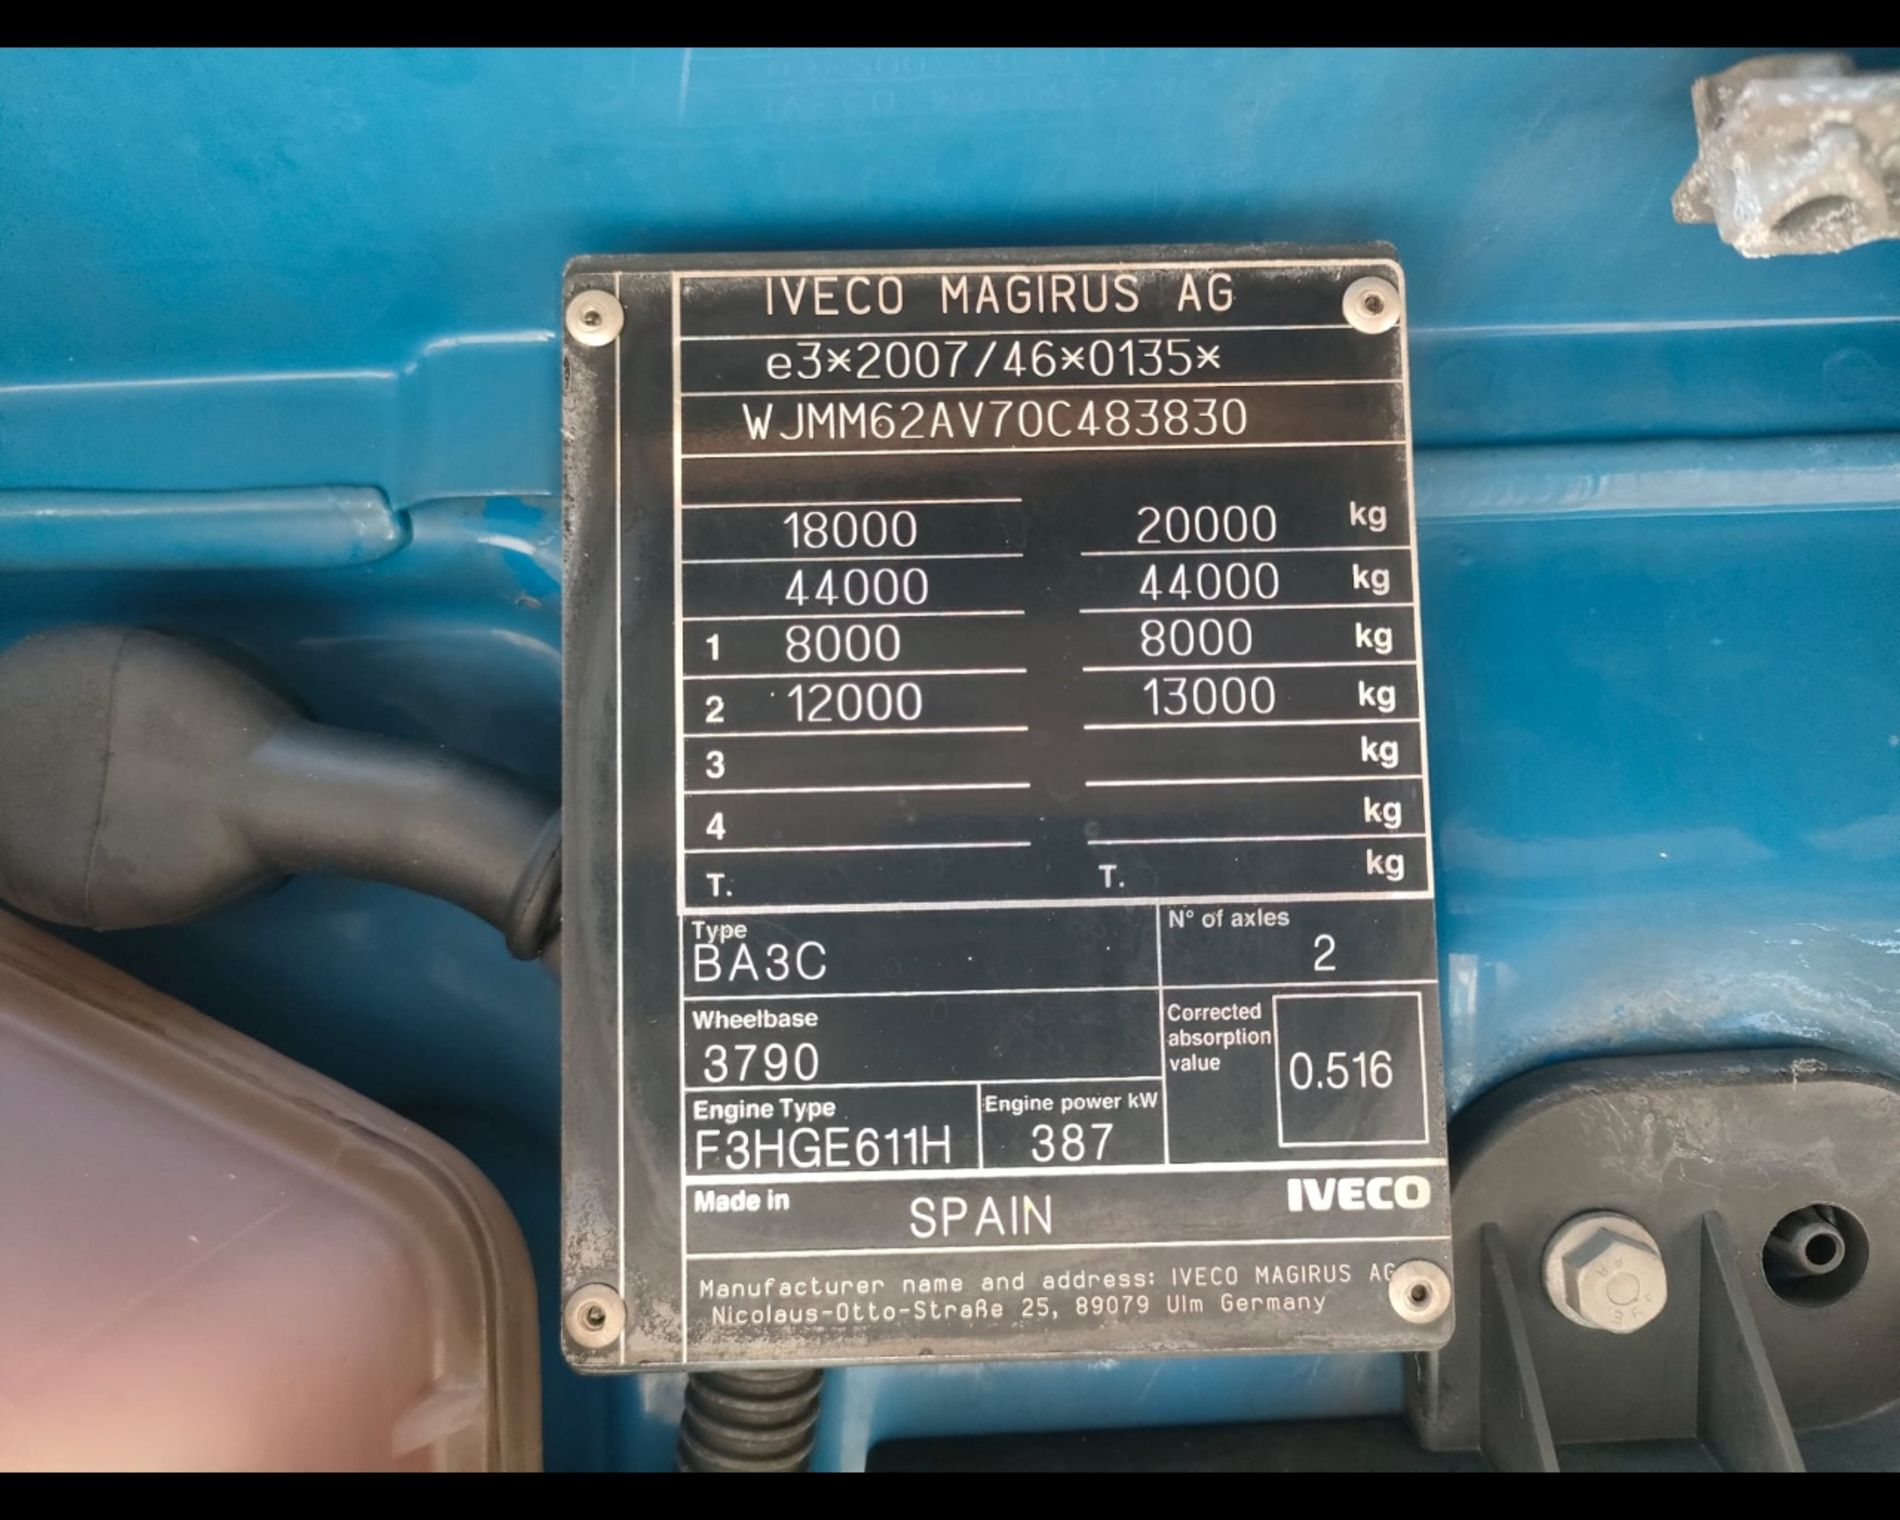 IVECO MAGIRUS AG
e3*2007/46*0135*
WJMM62AV70C483830
18000 20000 kg
44000 44000 kg
1 8000 8000 kg
2 12000 13000 kg
3 kg
4 kg
T. T. kg
Type N° of axles
BA3C 2
Wheelbase Corrected absorption value
3790 0.516
Engine Type Engine power kW
F3HGE611H 387
Made in SPAIN IVECO
Manufacturer name and address: IVECO MAGIRUS AG
Nicolaus-Otto-Straße 25, 89079 Ulm Germany